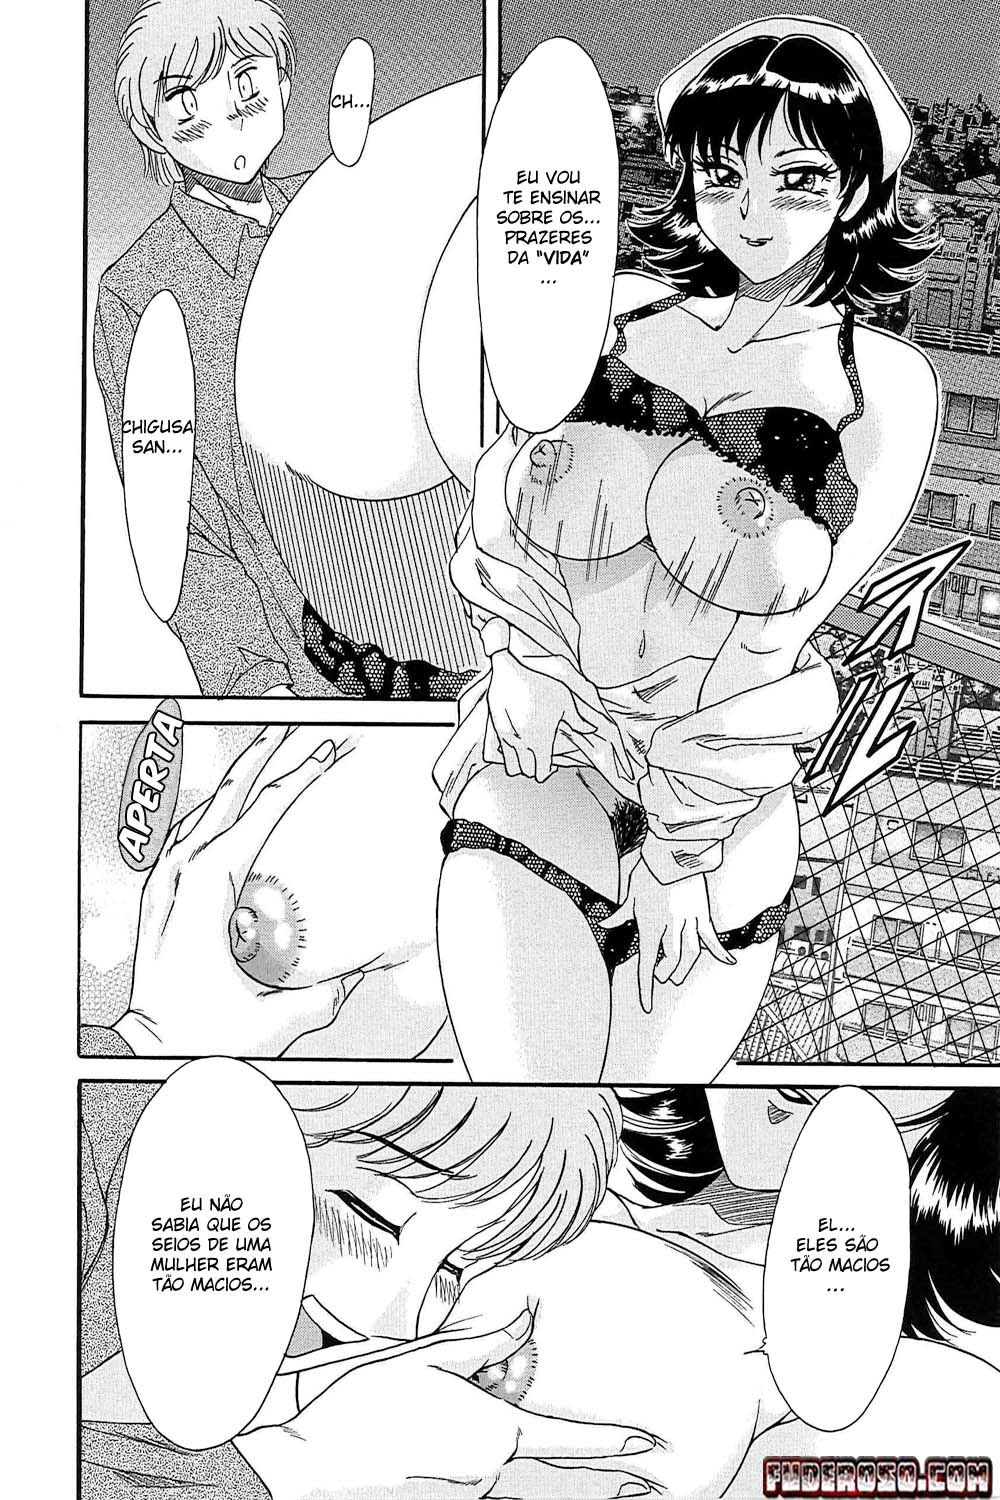 EU VOU
TE ENSINAR
SOBRE OS...
PRAZERES
DA "VIDA"
...
CH...
CHIGUSA
SAN...
APERTA
EL...
ELES SÃO
TÃO MACIOS
...
EU NÃO
SABIA QUE OS
SEIOS DE UMA
MULHER ERAM
TÃO MACIOS...
FUDEROSO.COM